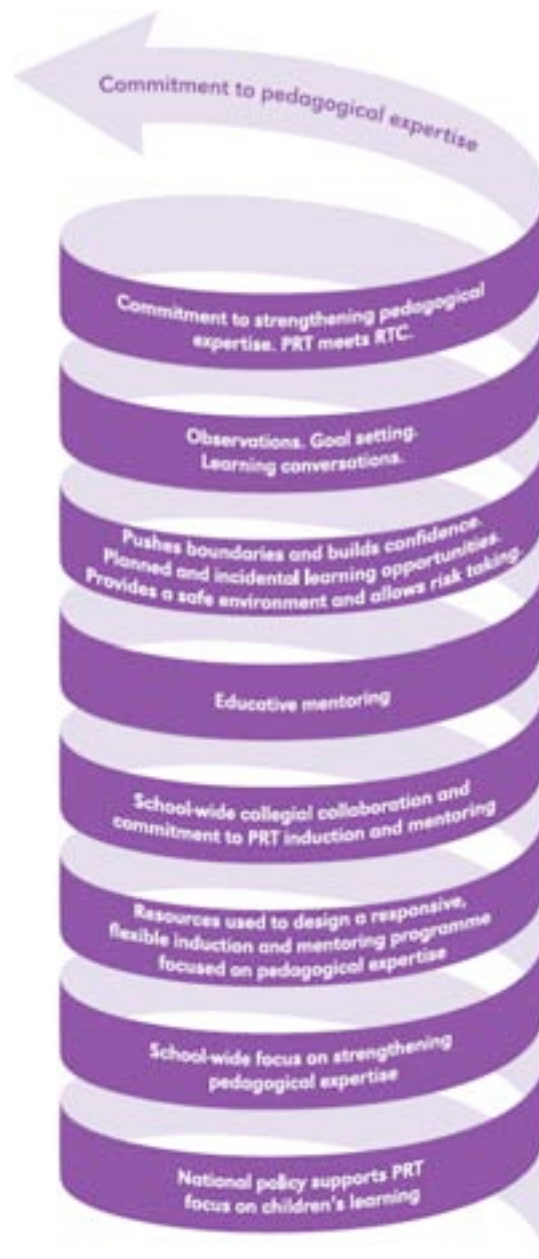 Commitment to pedagogical expertise
Commitment to strengthening pedagogical
expertise. PRT meets RTC.
Observations. Goal setting.
Learning conversations.
Pushes boundaries and builds confidence.
Planned and incidental learning opportunities.
Provides a safe environment and allows risk taking.
Educative mentoring
School-wide collegial collaboration and
commitment to PRT induction and mentoring
Resources used to design a responsive,
flexible induction and mentoring programme
focused on pedagogical expertise
School-wide focus on strengthening
pedagogical expertise
National policy supports PRT
focus on children's learning